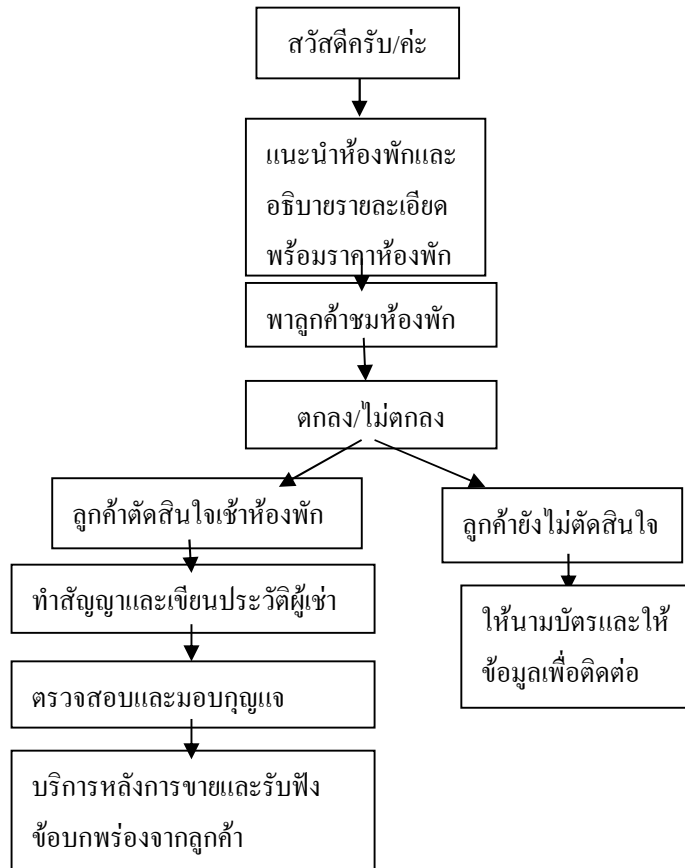 สวัสดีครับ/ค่ะ
แนะนำห้องพักและ
อธิบายรายละเอียด
พร้อมราคาห้องพัก
พาลูกค้าชมห้องพัก
ตกลง/ไม่ตกลง
ลูกค้าตัดสินใจเช้าห้องพัก
ลูกค้ายังไม่ตัดสินใจ
ทำสัญญาและเขียนประวัติผู้เช่า
ให้นามบัตรและให้
ข้อมูลเพื่อติดต่อ
ตรวจสอบและมอบกุญแจ
บริการหลังการขายและรับฟัง
ข้อบกพร่องจากลูกค้า